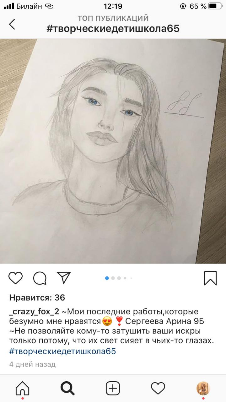 Билайн
12:19
65 %
ТОП ПУБЛИКАЦИЙ
#творческиедетишкола65
Нравится: 36
_crazy_fox_2 ~Мои последние работы,которые
безумно мне нравятся😍❣️Сергеева Арина 9Б
~Не позволяйте кому-то затушить ваши искры
только потому, что их свет сияет в чьих-то глазах.
#творческиедетишкола65
4 дней назад